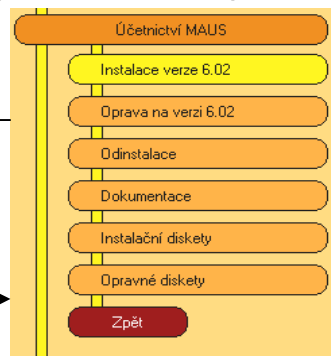 Účetnictví MAUS
Instalace verze 6.02
Oprava na verzi 6.02
Odinstalace
Dokumentace
Instalační diskety
Opravné diskety
Zpět